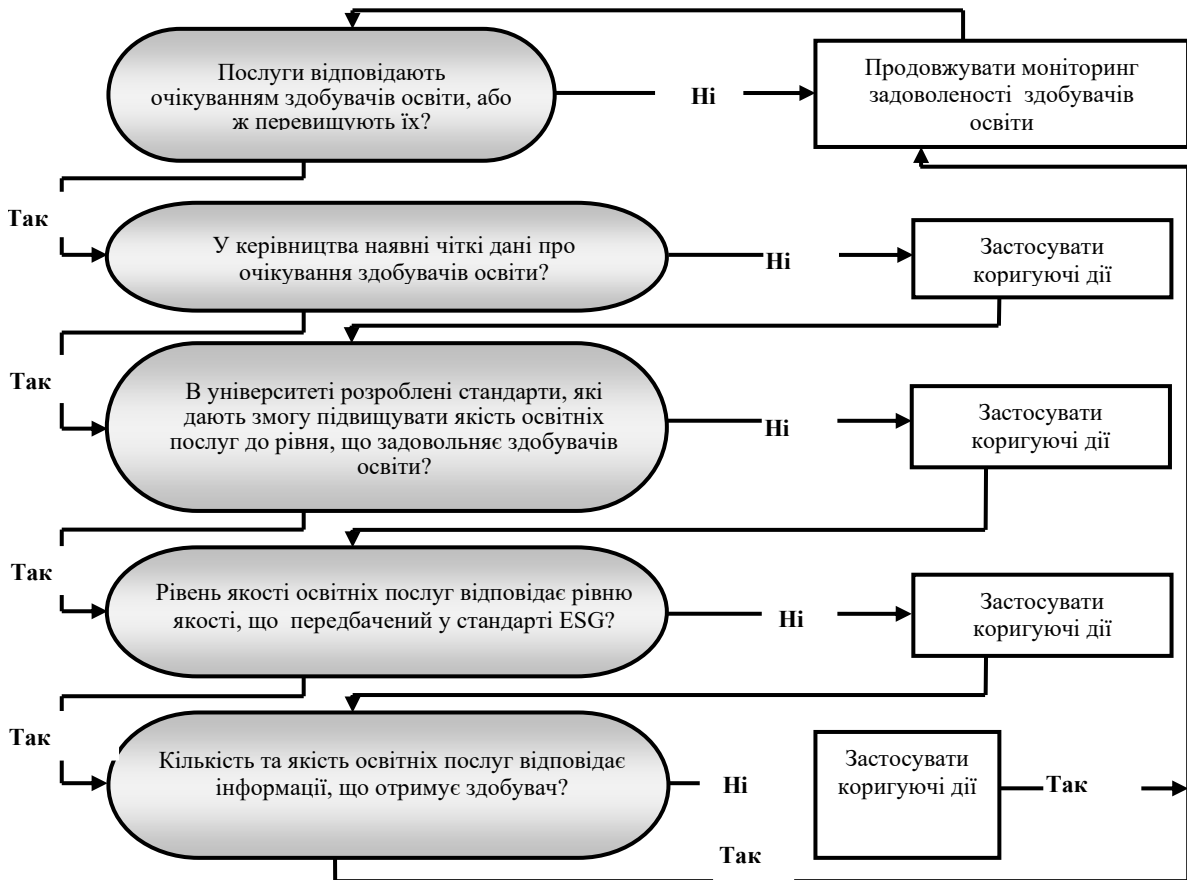 Послуги відповідають
очікуванням здобувачів освіти, або
ж перевищують їх?
Ні
Продовжувати моніторинг
задоволеності здобувачів
освіти
Так
У керівництва наявні чіткі дані про
очікування здобувачів освіти?
Ні
Застосувати
коригуючі дії
Так
В університеті розроблені стандарти, які
дають змогу підвищувати якість освітніх
послуг до рівня, що задовольняє здобувачів
освіти?
Ні
Застосувати
коригуючі дії
Так
Рівень якості освітніх послуг відповідає рівню
якості, що передбачений у стандарті ESG?
Ні
Застосувати
коригуючі дії
Так
Кількість та якість освітніх послуг відповідає
інформації, що отримує здобувач?
Ні
Застосувати
коригуючі дії
Так
Так